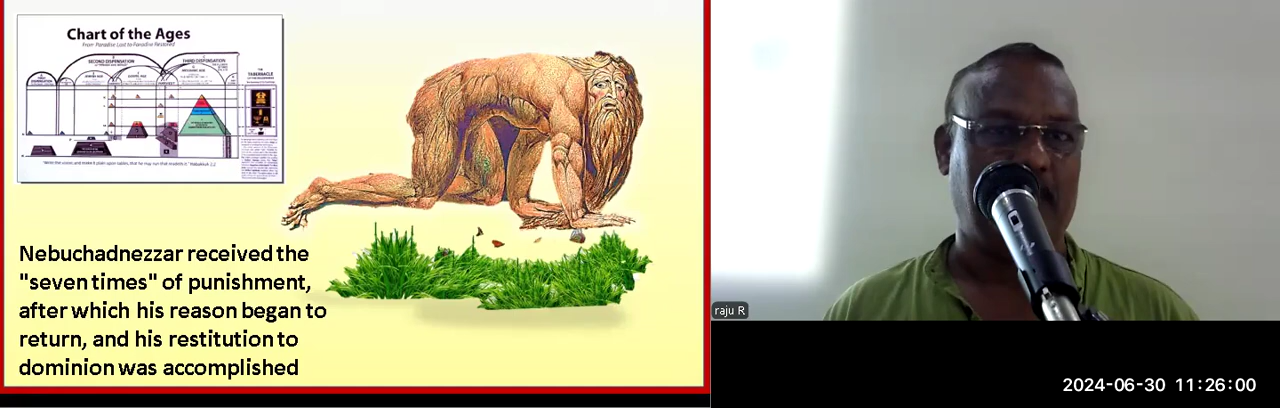 Chart of the Ages
From Paradise Lost to Paradise Restored
SECOND DISPENSATION
THIRD DISPENSATION
THE
TABERNACLE
Nebuchadnezzar received the
"seven times" of punishment,
after which his reason began to
return, and his restitution to
dominion was accomplished
raju R
2024-06-30 11:26:00